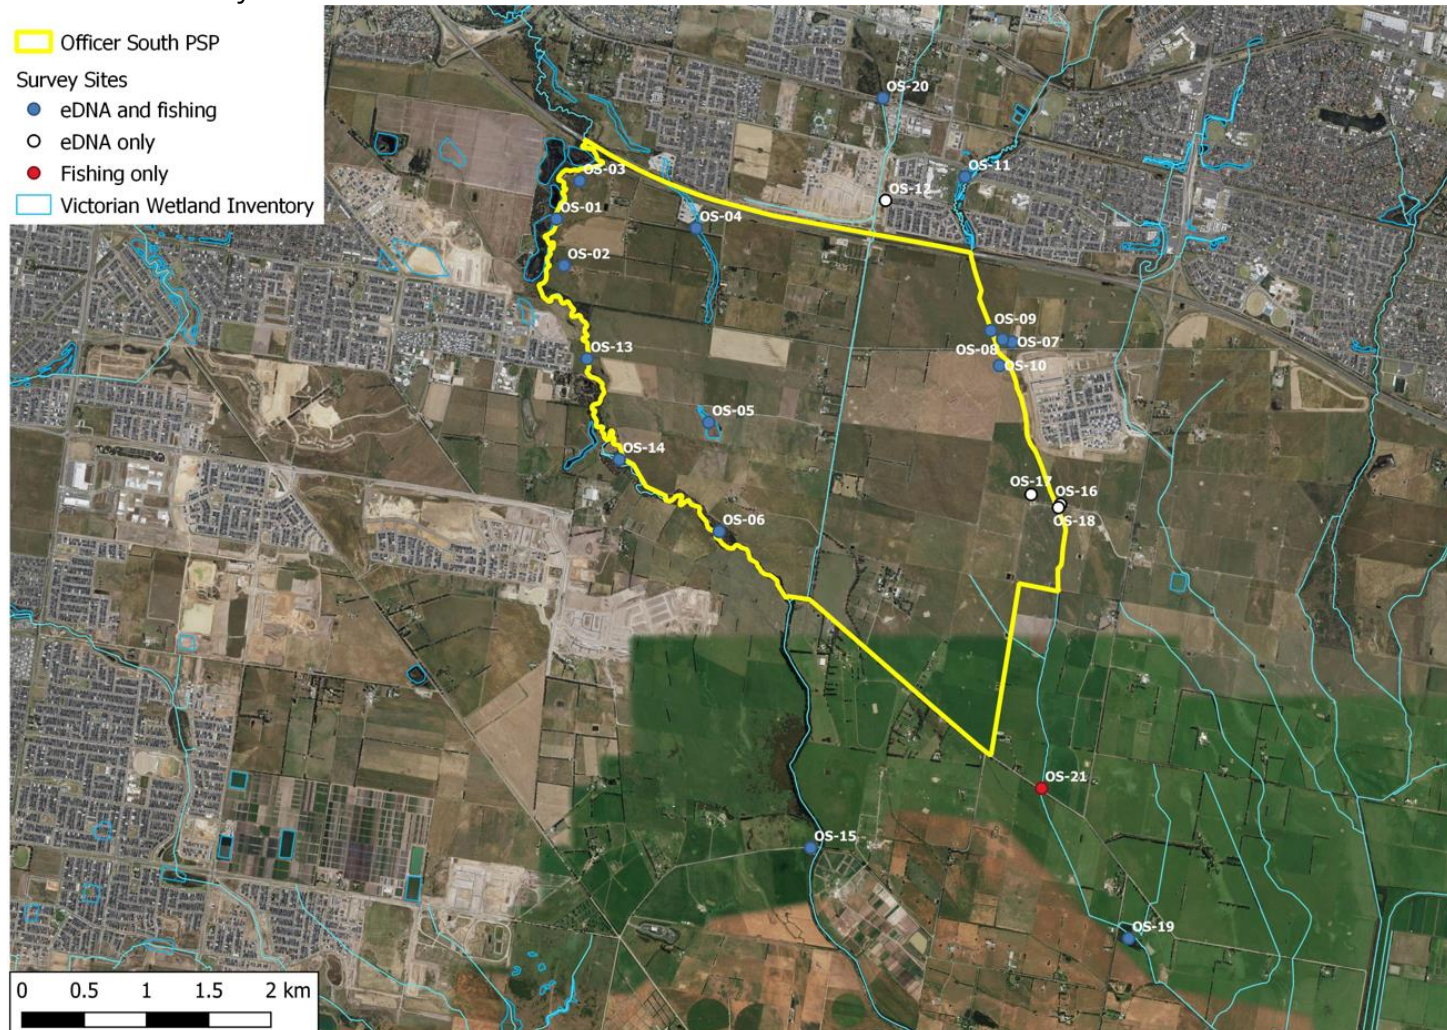 Officer South PSP
Survey Sites
eDNA and fishing
eDNA only
Fishing only
Victorian Wetland Inventory
OS-20
OS-11
OS-03
OS-12
OS-01
OS-04
OS-02
OS-09
OS-07
OS-08
OS-13
OS-10
OS-05
OS-14
OS-17
OS-16
OS-18
OS-06
OS-21
OS-15
OS-19
0 0.5 1 1.5 2 km